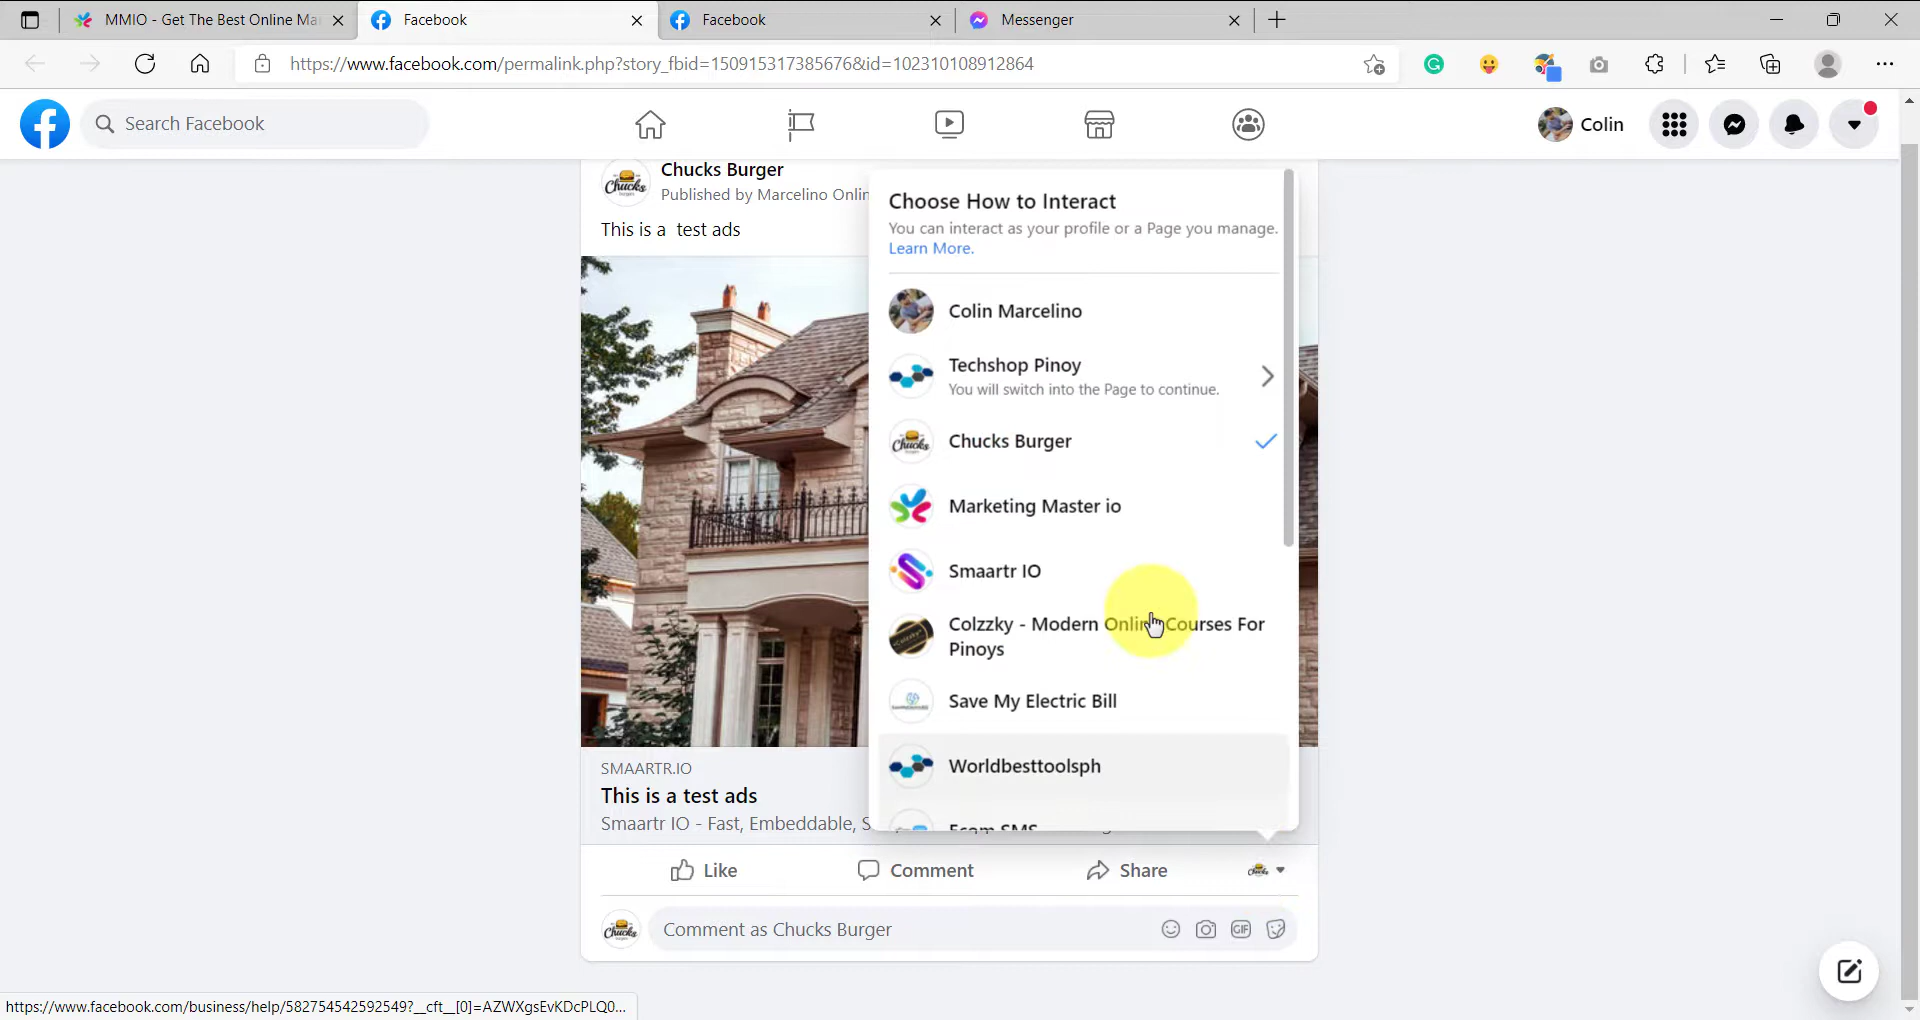 MMIO - Get The Best Online Ma
Facebook
Facebook
Messenger
https://www.facebook.com/permalink.php?story_fbid=150915317385676&id=102310108912864
Search Facebook
Colin
Chucks Burger
Published by Marcelino Onlin
This is a test ads
Choose How to Interact
You can interact as your profile or a Page you manage.
Learn More.
Colin Marcelino
Techshop Pinoy
You will switch into the Page to continue.
Chucks Burger
Marketing Master io
Smaartr IO
Colzzky - Modern Online Courses For
Pinoys
Save My Electric Bill
Worldbesttoolsph
Ecom SMS
SMAARTR.IO
This is a test ads
Smaartr IO - Fast, Embeddable, S
Like
Comment
Share
Chucks
Comment as Chucks Burger
GIF
https://www.facebook.com/business/help/582754542592549?__cft__[0]=AZWXgsEvKDcPLQ0...